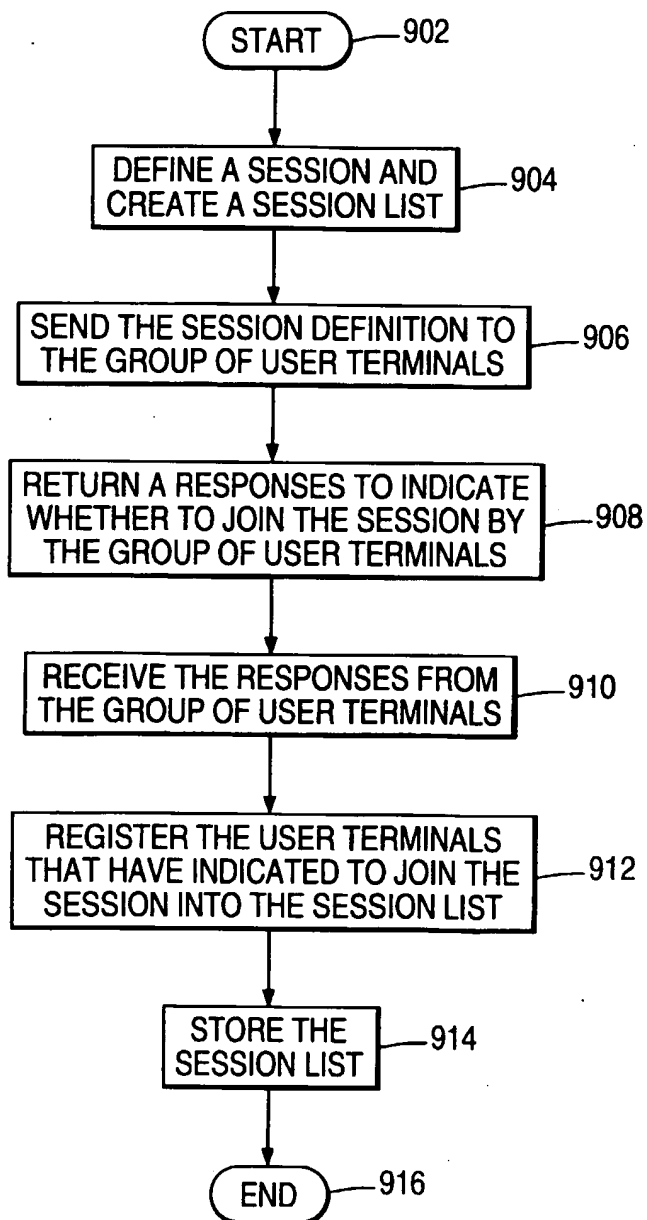 START
902
DEFINE A SESSION AND
CREATE A SESSION LIST
904
SEND THE SESSION DEFINITION TO
THE GROUP OF USER TERMINALS
906
RETURN A RESPONSES TO INDICATE
WHETHER TO JOIN THE SESSION BY
THE GROUP OF USER TERMINALS
908
RECEIVE THE RESPONSES FROM
THE GROUP OF USER TERMINALS
910
REGISTER THE USER TERMINALS
THAT HAVE INDICATED TO JOIN THE
SESSION INTO THE SESSION LIST
912
STORE THE
SESSION LIST
914
END
916